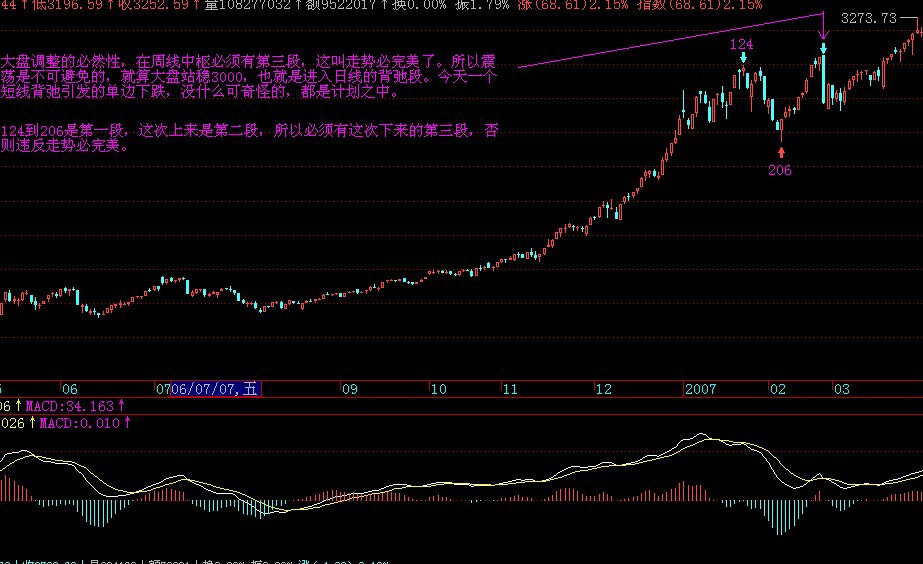 44↑低3196.59↑收3252.59↑量108277032↑额9522017↑换0.00% 振1.79% 涨(68.61)2.15% 指数(68.61)2.15%
3273.73
124
大盘调整的必然性，在周线中枢必须有第三段，这叫走势必完美了。所以震
荡是不可避免的，就算大盘站稳3000，也就是进入日线的背弛段。今天一个
短线背弛引发的单边下跌，没什么可奇怪的，都是计划之中。
124到206是第一段，这次上来是第二段，所以必须有这次下来的第三段，否
则违反走势必完美。
206
06 07 06/07/07,五 09 10 11 12 2007 02 03
06↑MACD:34.163↑
026↑MACD:0.010↑